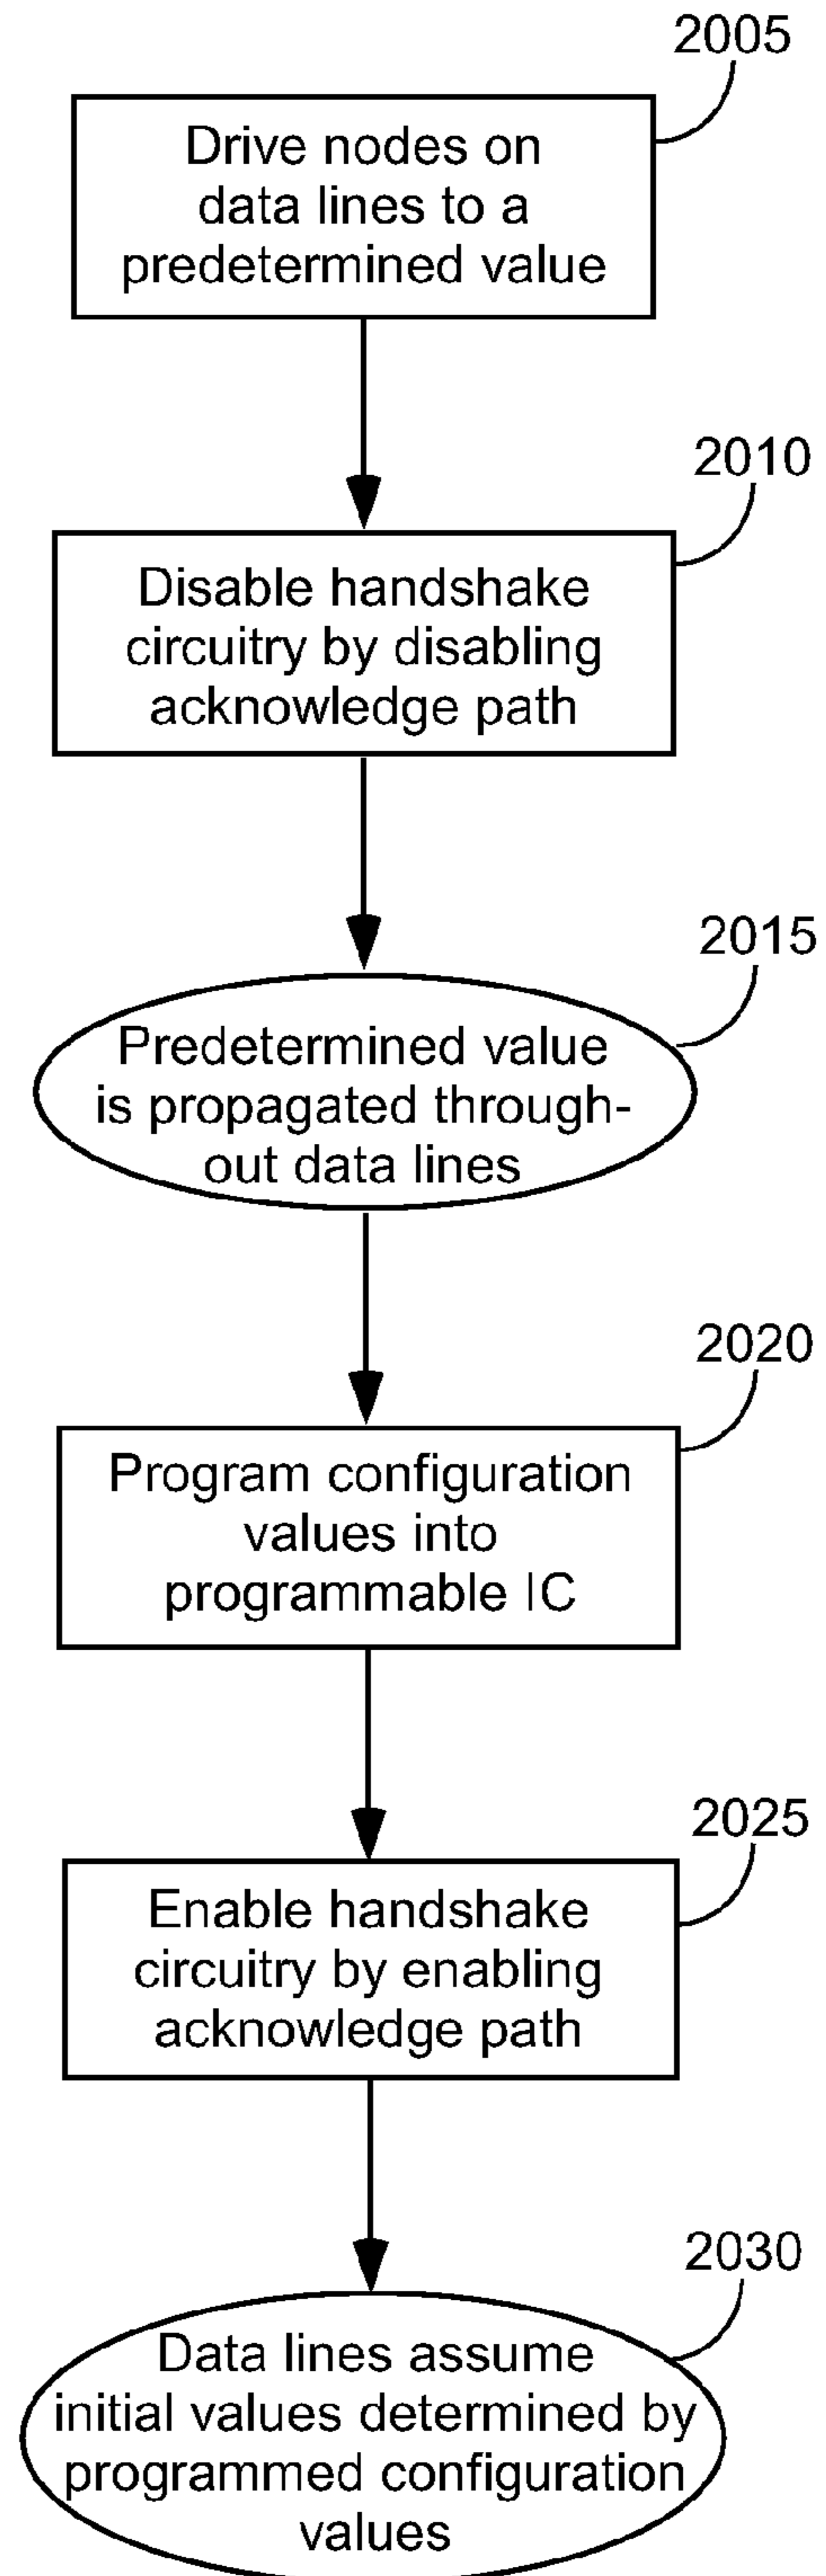 2005
Drive nodes on
data lines to a
predetermined value
2010
Disable handshake
circuitry by disabling
acknowledge path
2015
Predetermined value
is propagated through-
out data lines
2020
Program configuration
values into
programmable IC
2025
Enable handshake
circuitry by enabling
acknowledge path
2030
Data lines assume
initial values determined by
programmed configuration
values